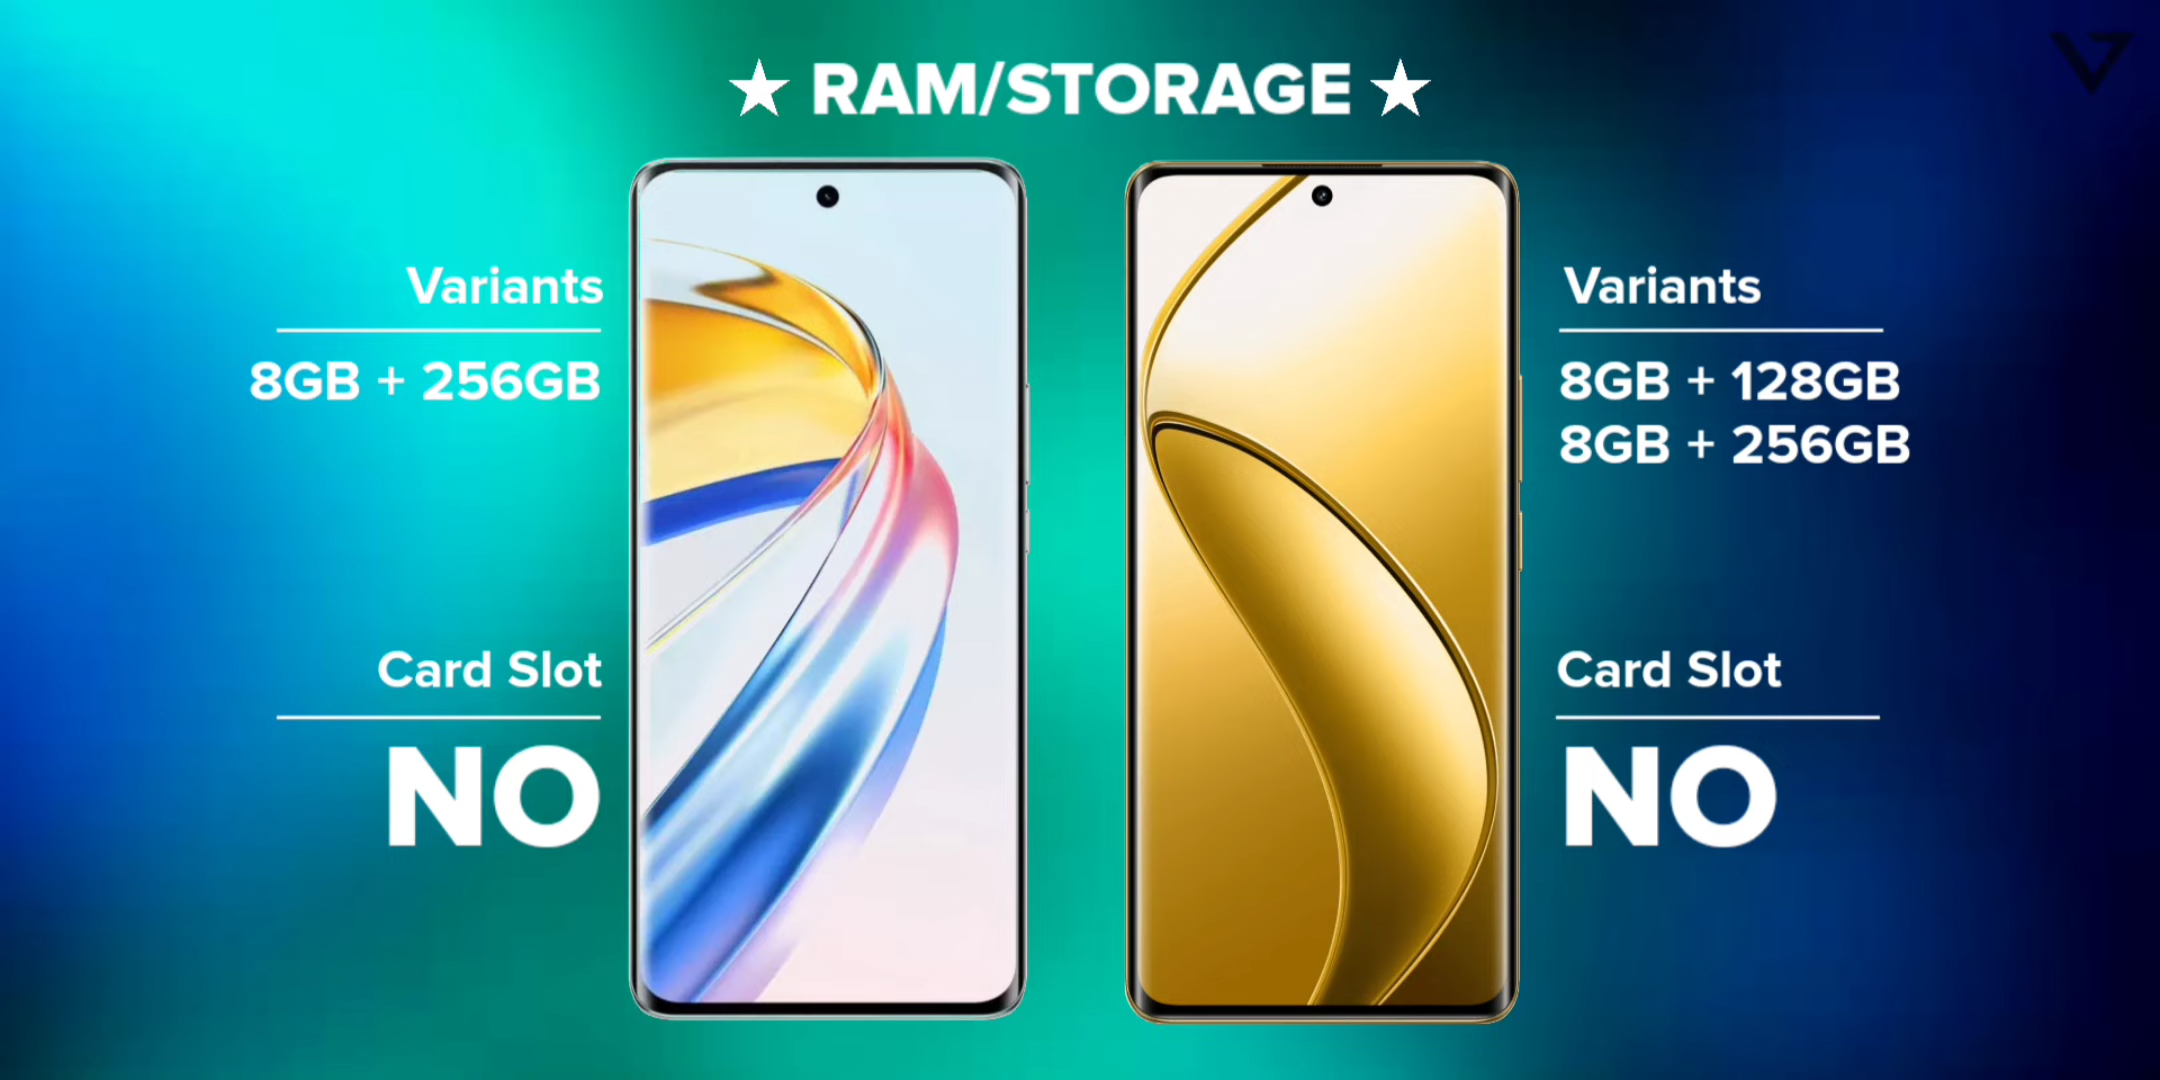 ★ RAM/STORAGE ★
Variants
8GB + 256GB
Card Slot
NO
Variants
8GB + 128GB
8GB + 256GB
Card Slot
NO